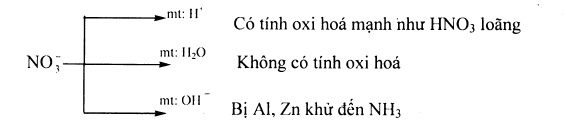 mt: H⁺ Có tính oxi hoá mạnh như HNO₃ loãng
NO₃⁻ mt: H₂O Không có tính oxi hoá
mt: OH⁻ Bị Al, Zn khử đến NH₃